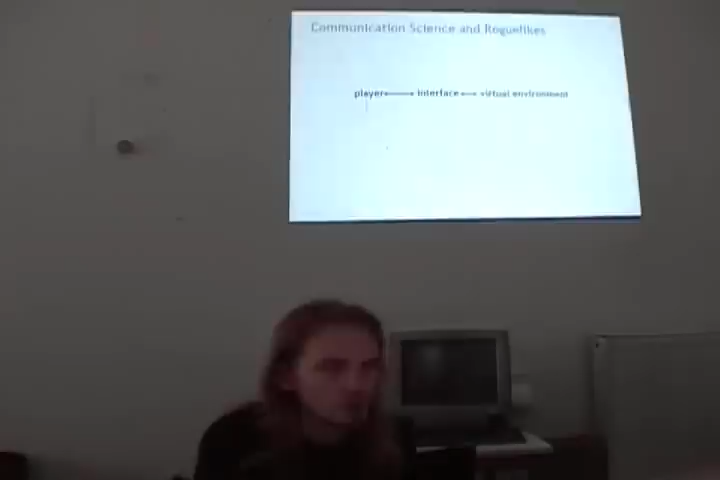 Communication Science and Roguelikes
player⟷interface⟷virtual environment